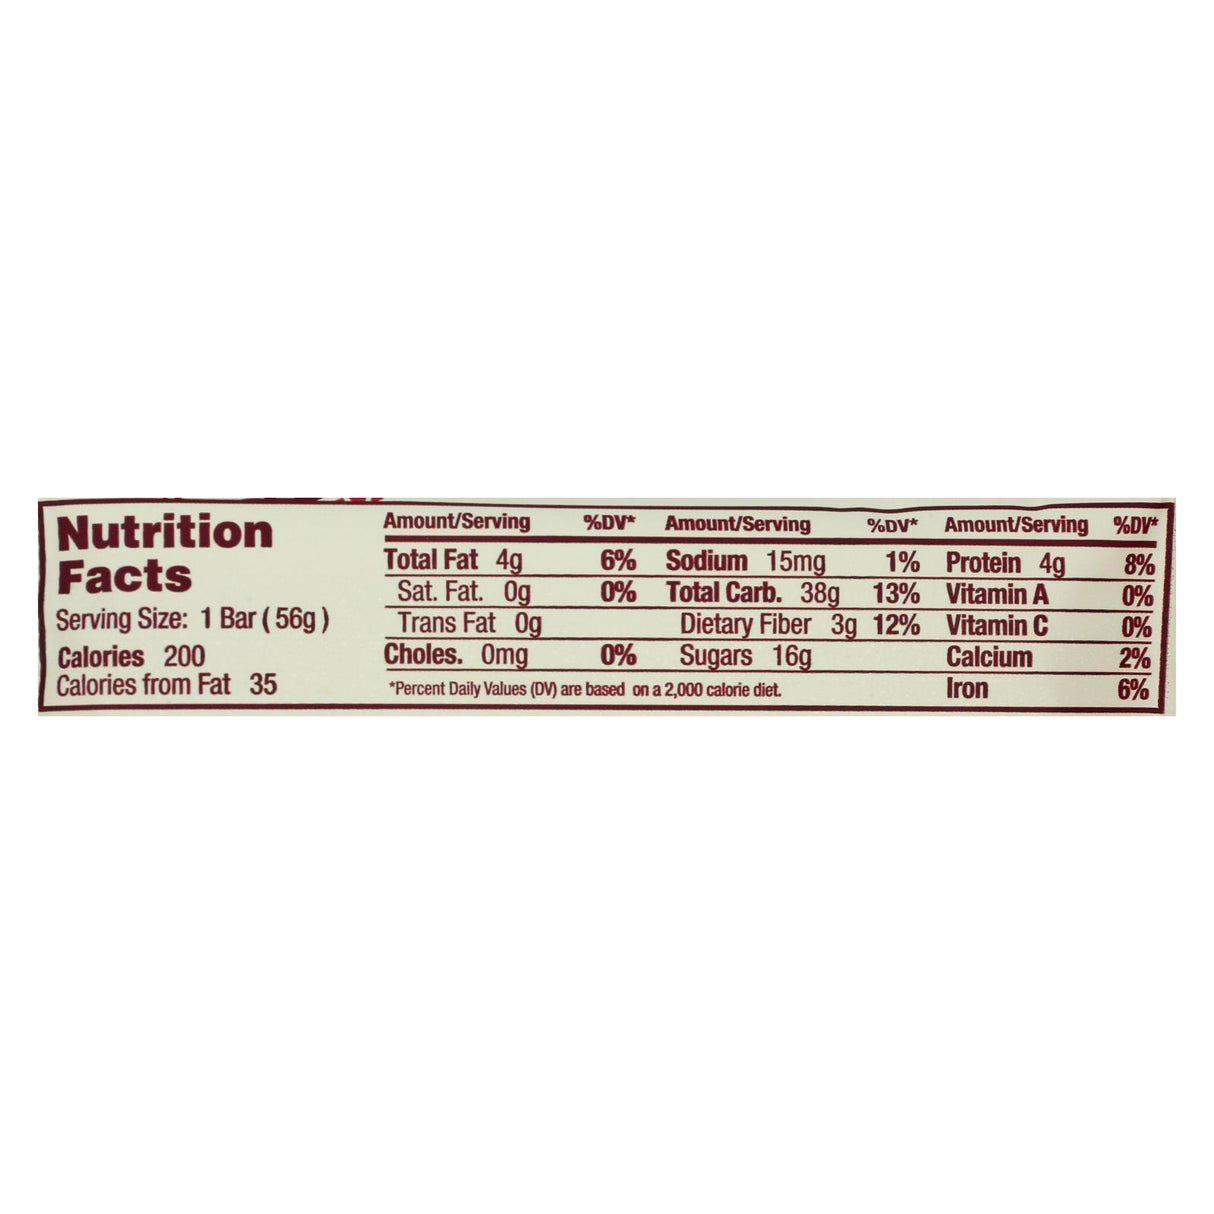 Nutrition
Facts
Serving Size: 1 Bar ( 56g )
Calories 200
Calories from Fat 35
Amount/Serving %DV*
Total Fat 4g 6%
Sat. Fat. 0g 0%
Trans Fat 0g
Choles. 0mg 0%
*Percent Daily Values (DV) are based on a 2,000 calorie diet.
Amount/Serving %DV*
Sodium 15mg 1%
Total Carb. 38g 13%
Dietary Fiber 3g 12%
Sugars 16g
Amount/Serving %DV*
Protein 4g 8%
Vitamin A 0%
Vitamin C 0%
Calcium 2%
Iron 6%